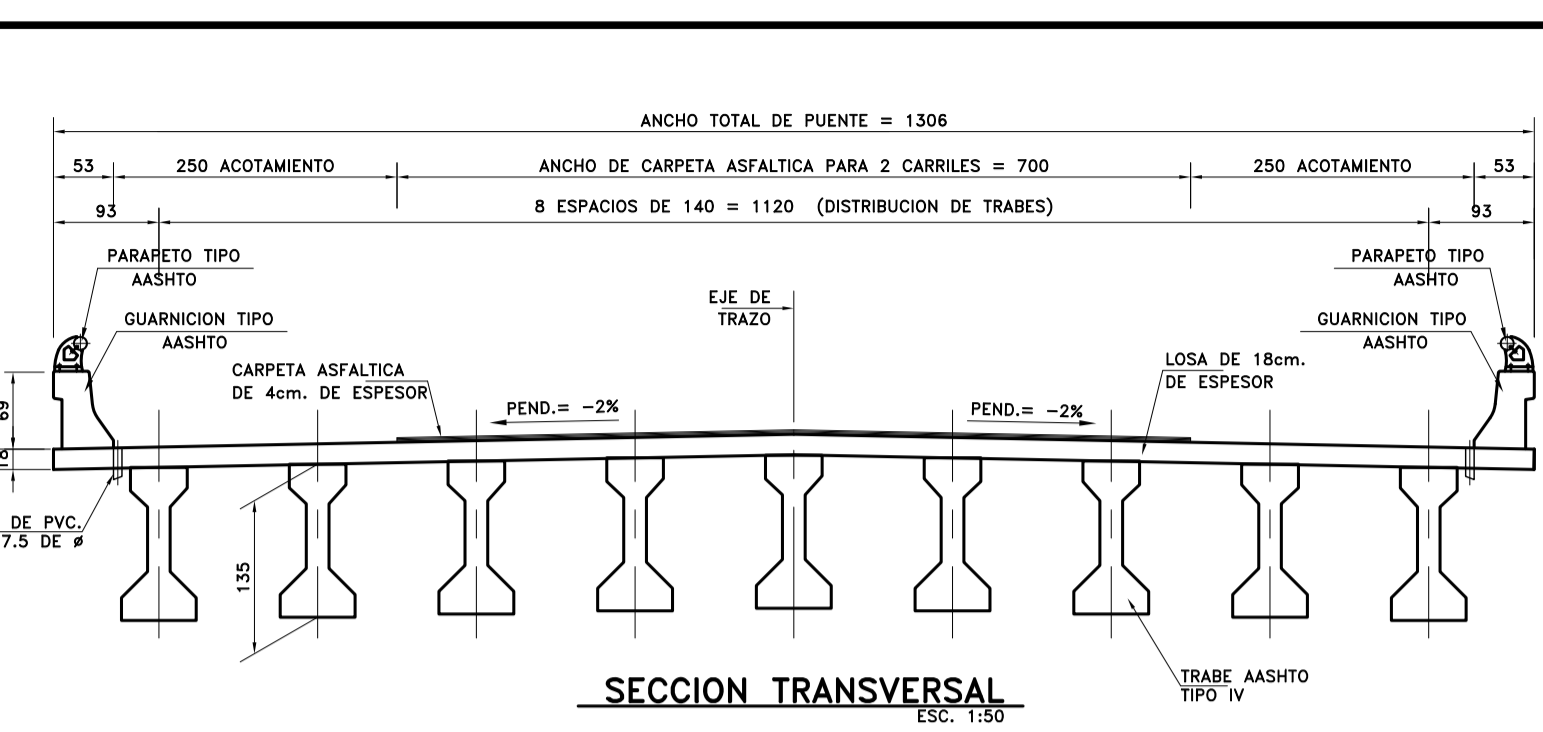 ANCHO TOTAL DE PUENTE = 1306
53
250 ACOTAMIENTO
ANCHO DE CARPETA ASFALTICA PARA 2 CARRILES = 700
250 ACOTAMIENTO
53
93
8 ESPACIOS DE 140 = 1120 (DISTRIBUCION DE TRABES)
93
PARAPETO TIPO
AASHTO
PARAPETO TIPO
AASHTO
EJE DE
TRAZO
GUARNICION TIPO
AASHTO
GUARNICION TIPO
AASHTO
CARPETA ASFALTICA
DE 4cm. DE ESPESOR
LOSA DE 18cm.
DE ESPESOR
PEND.= -2%
PEND.= -2%
69
18
DE PVC.
7.5 DE ø
135
TRABE AASHTO
TIPO IV
SECCION TRANSVERSAL
ESC. 1:50